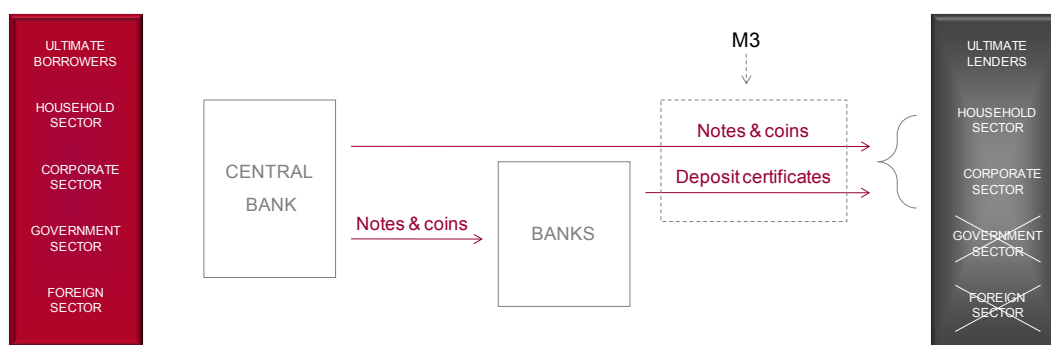 ULTIMATE
BORROWERS
HOUSEHOLD
SECTOR
CORPORATE
SECTOR
GOVERNMENT
SECTOR
FOREIGN
SECTOR
CENTRAL
BANK
Notes & coins
BANKS
M3
Notes & coins
Deposit certificates
ULTIMATE
LENDERS
HOUSEHOLD
SECTOR
CORPORATE
SECTOR
GOVERNMENT
SECTOR
FOREIGN
SECTOR